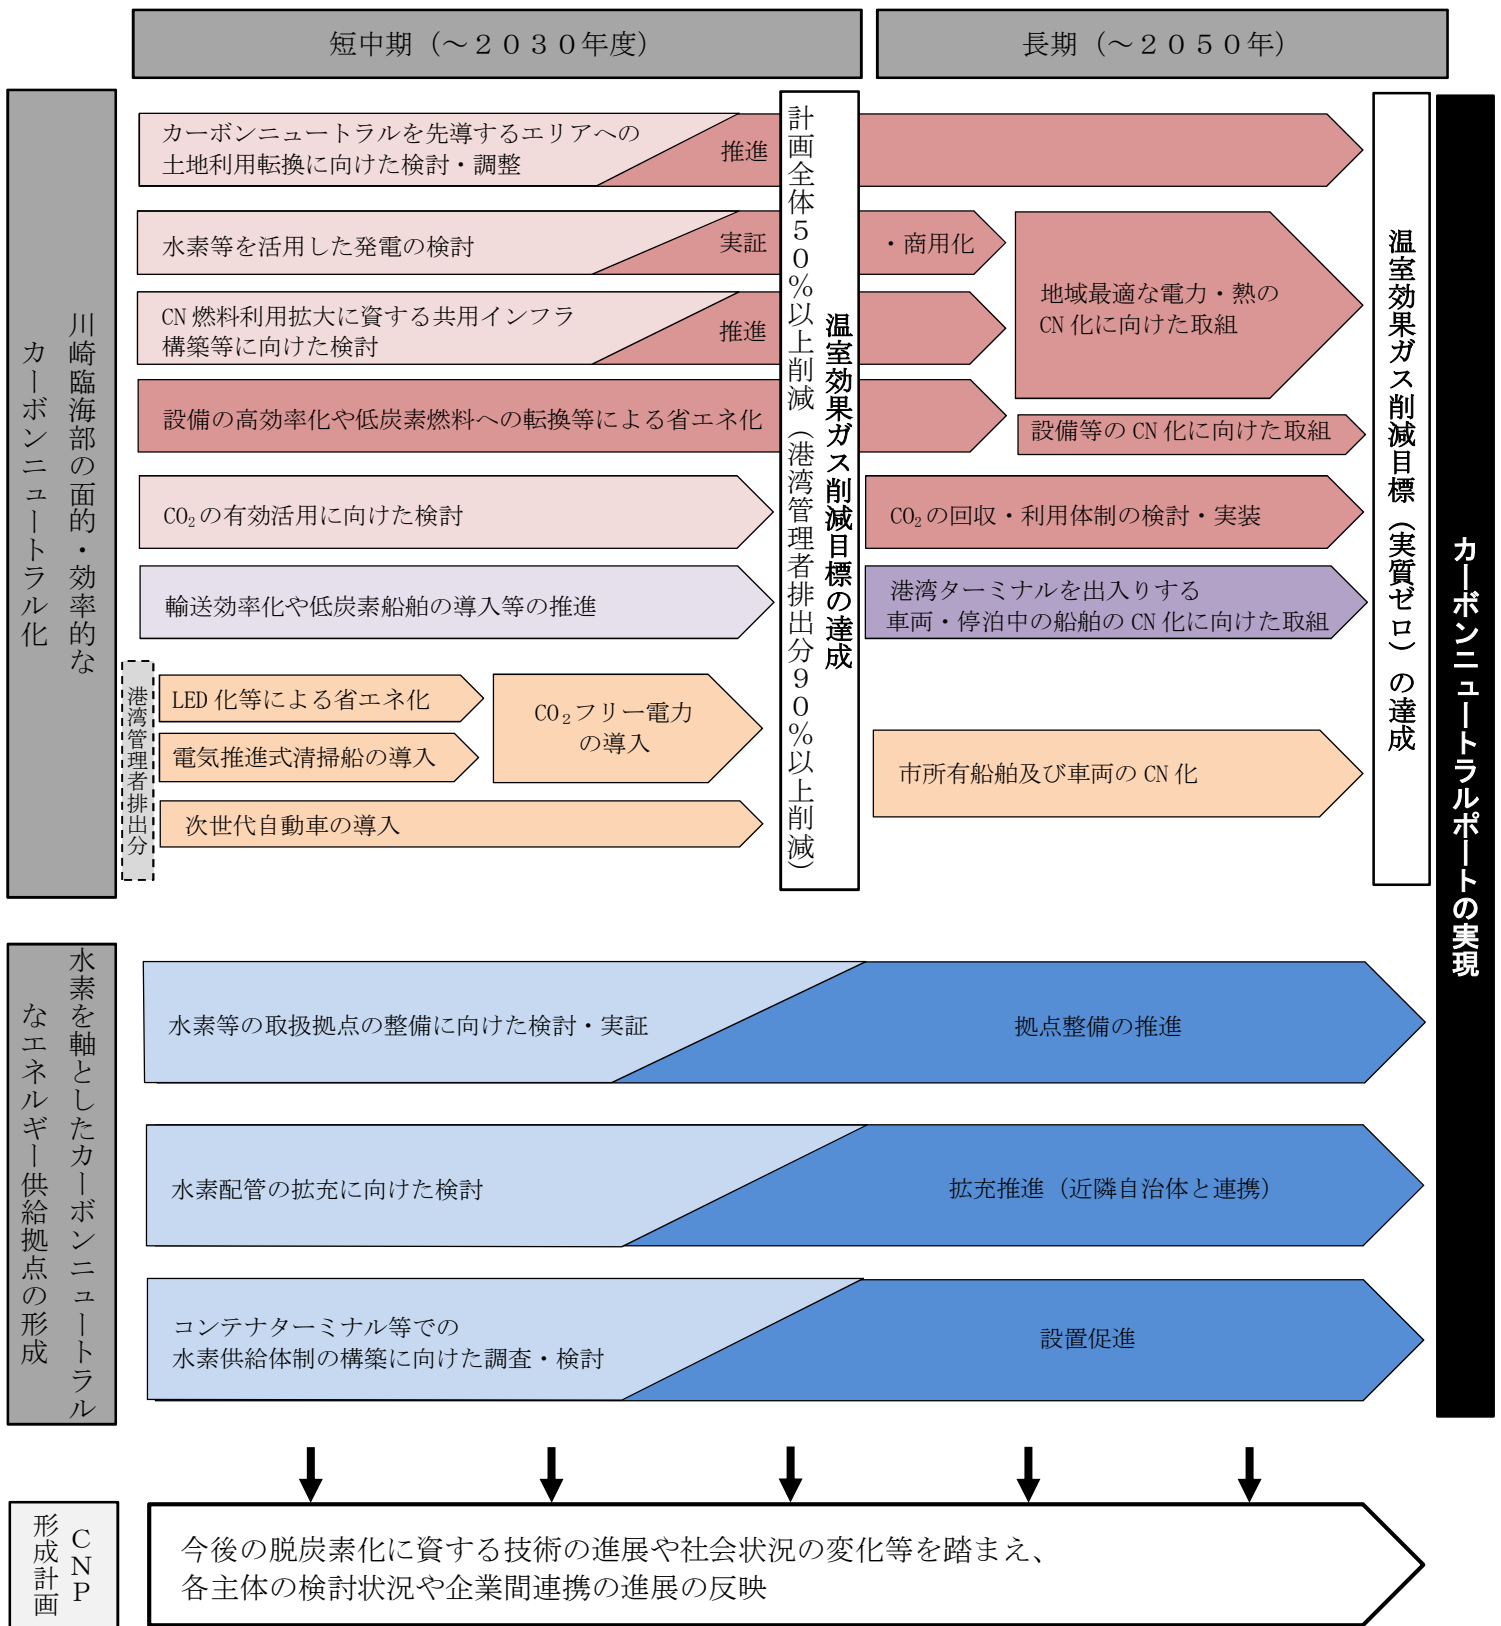 短中期（～２０３０年度）
長期（～２０５０年）
川崎臨海部の面的・効率的な
カーボンニュートラル化
カーボンニュートラルを先導するエリアへの
土地利用転換に向けた検討・調整
推進
水素等を活用した発電の検討
実証
・商用化
CN 燃料利用拡大に資する共用インフラ
構築等に向けた検討
推進
地域最適な電力・熱の
CN 化に向けた取組
設備の高効率化や低炭素燃料への転換等による省エネ化
設備等の CN 化に向けた取組
CO₂の有効活用に向けた検討
CO₂の回収・利用体制の検討・実装
輸送効率化や低炭素船舶の導入等の推進
港湾ターミナルを出入りする
車両・停泊中の船舶の CN 化に向けた取組
港湾管理者排出分
LED 化等による省エネ化
電気推進式清掃船の導入
CO₂フリー電力
の導入
次世代自動車の導入
市所有船舶及び車両の CN 化
温室効果ガス削減目標の達成
計画全体５０％以上削減（港湾管理者排出分９０％以上削減）
温室効果ガス削減目標（実質ゼロ）の達成
カーボンニュートラルポートの実現
水素を軸としたカーボンニュートラル
なエネルギー供給拠点の形成
水素等の取扱拠点の整備に向けた検討・実証
拠点整備の推進
水素配管の拡充に向けた検討
拡充推進（近隣自治体と連携）
コンテナターミナル等での
水素供給体制の構築に向けた調査・検討
設置促進
ＣＮＰ
形成計画
今後の脱炭素化に資する技術の進展や社会状況の変化等を踏まえ、
各主体の検討状況や企業間連携の進展の反映